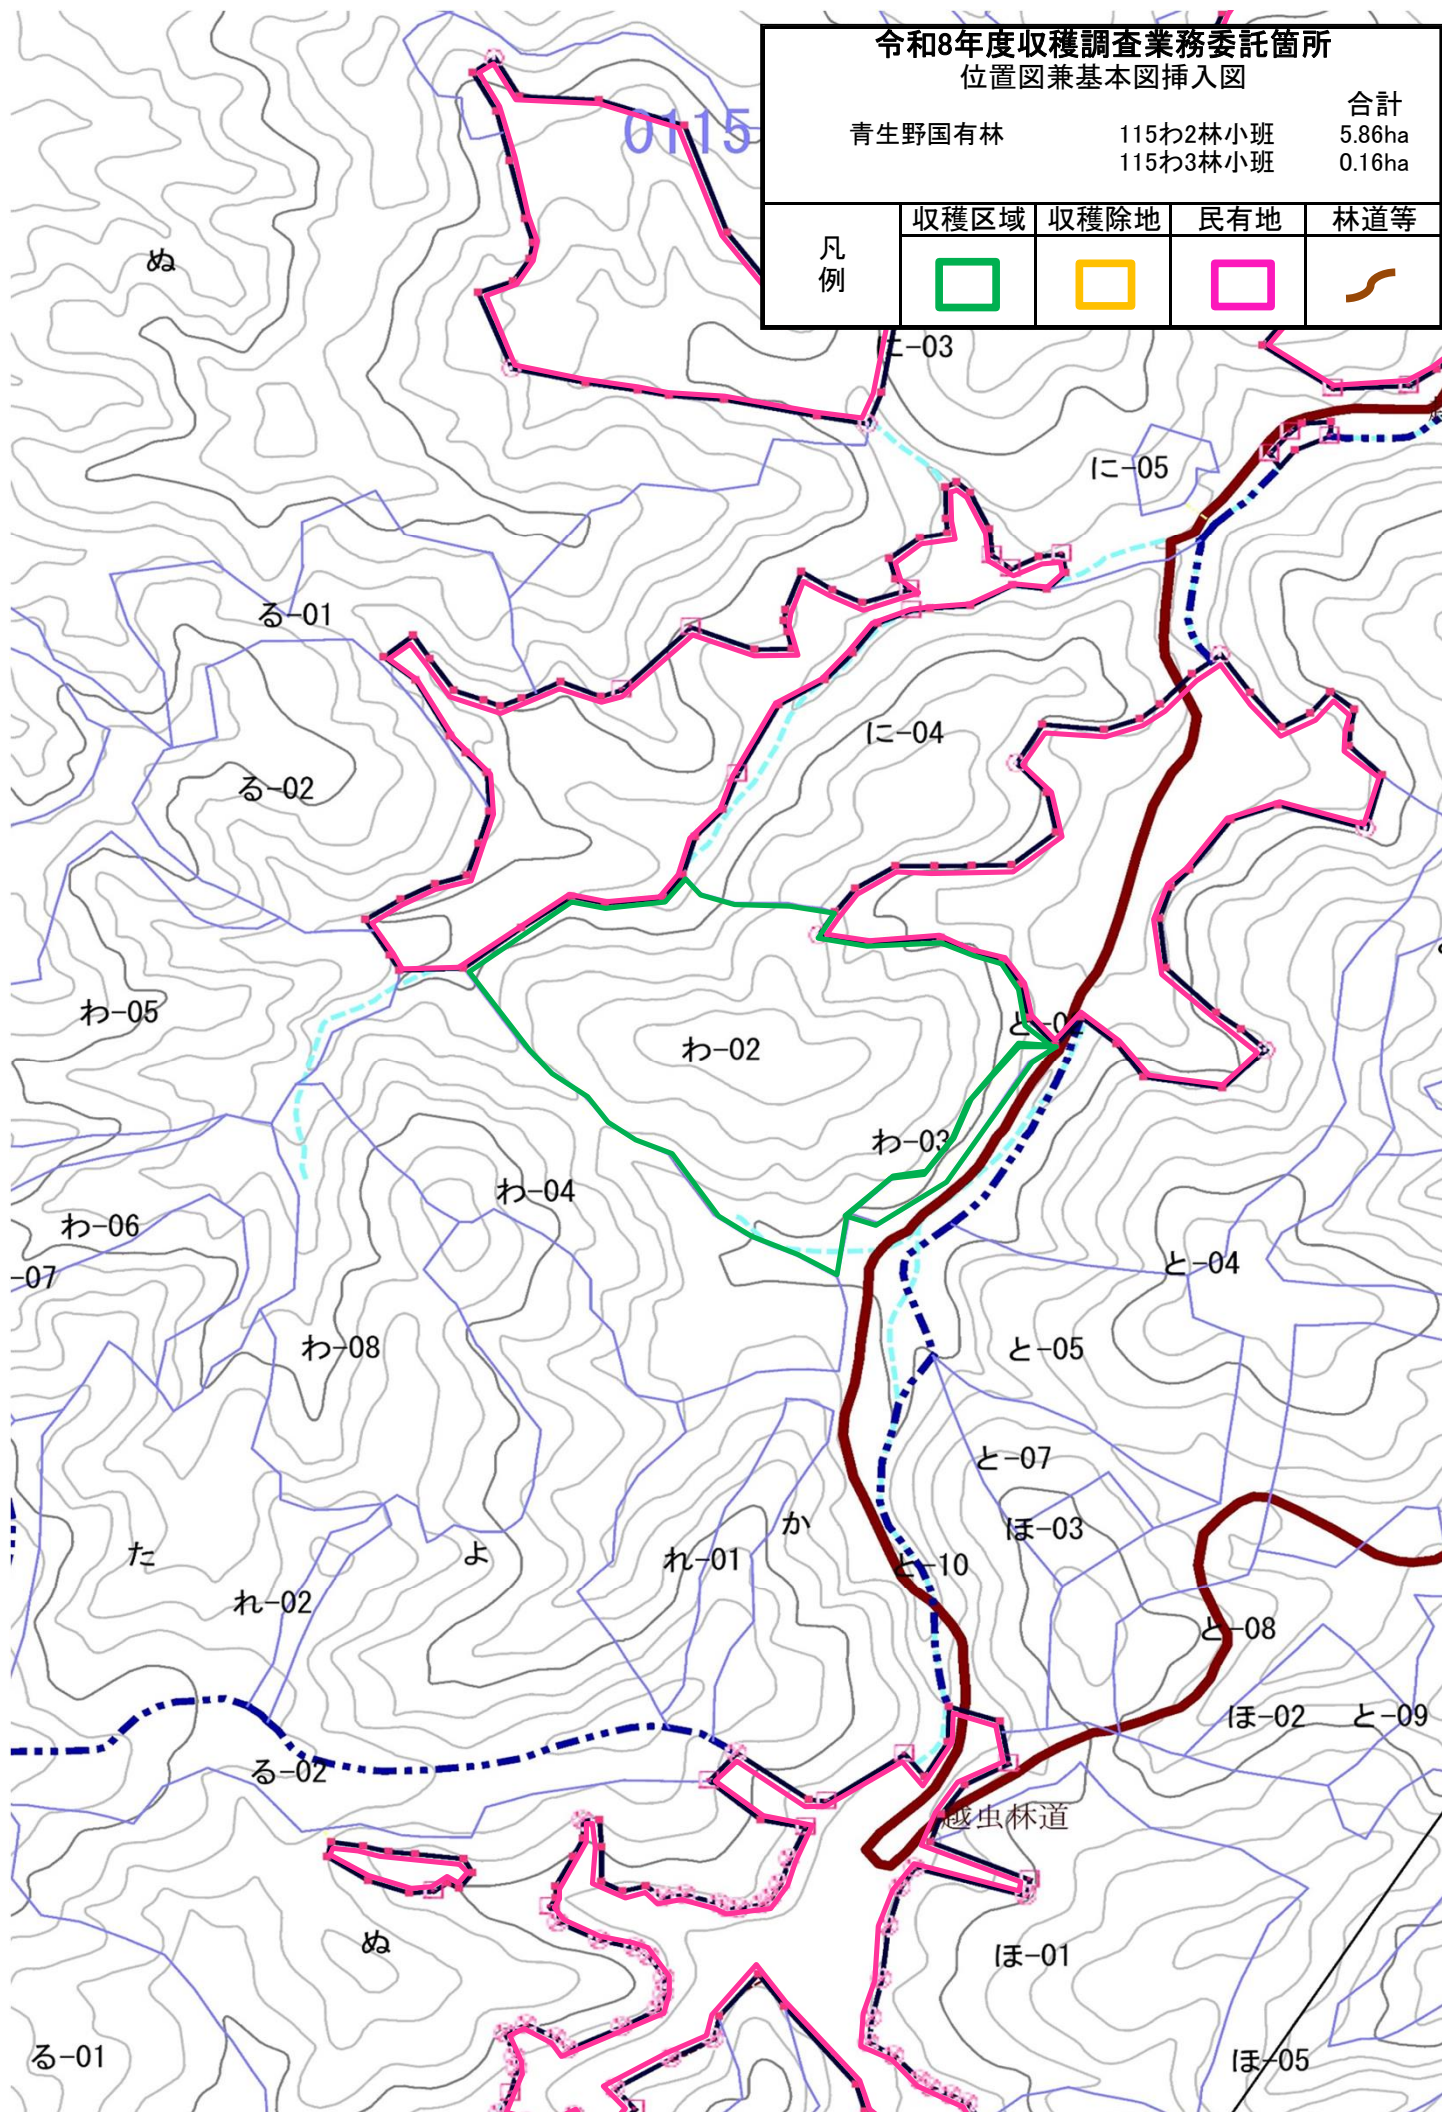 令和8年度収穫調査業務委託箇所
位置図兼基本図挿入図
合計
青生野国有林 115わ2林小班 5.86ha
115わ3林小班 0.16ha
凡例 収穫区域 収穫除地 民有地 林道等
0115
ぬ
に-03
に-05
る-01
に-04
る-02
わ-05
わ-02
わ-03
わ-04
わ-06
-07
と-04
わ-08
と-05
と-07
か
ほ-03
た
よ
れ-01
と-10
れ-02
と-08
ほ-02
と-09
る-02
越虫林道
ぬ
ほ-01
る-01
ほ-05